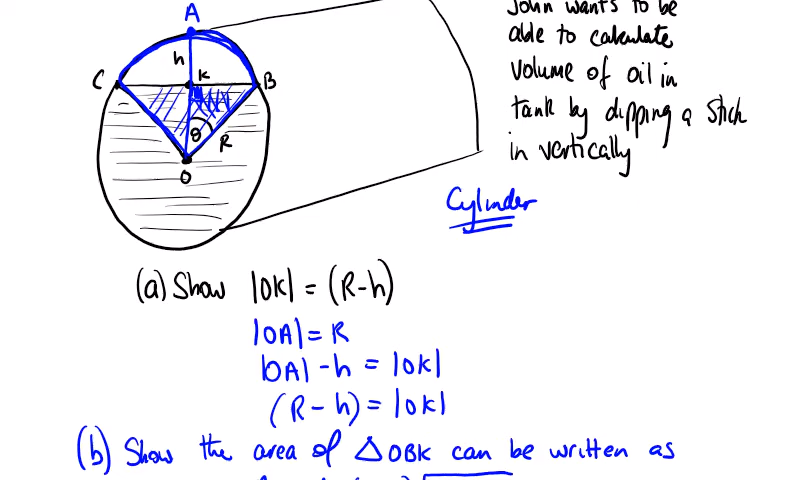 John wants to be
able to calculate
volume of oil in
tank by dipping a stick
in vertically
A
h
C
K
B
θ
R
O
Cylinder
(a) Show |OK| = (R-h)
|OA| = R
|OA| - h = |OK|
(R - h) = |OK|
(b) Show the area of △OBK can be written as